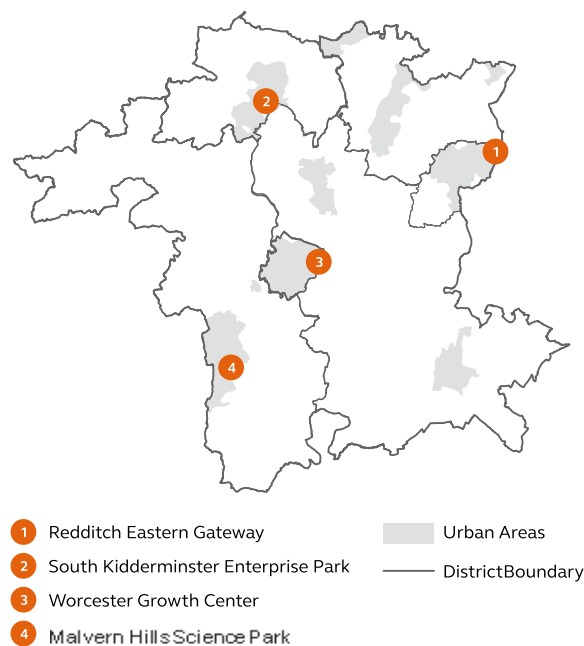 2
1
3
4
1 Redditch Eastern Gateway
2 South Kidderminster Enterprise Park
3 Worcester Growth Center
4 Malvern Hills Science Park
Urban Areas
DistrictBoundary